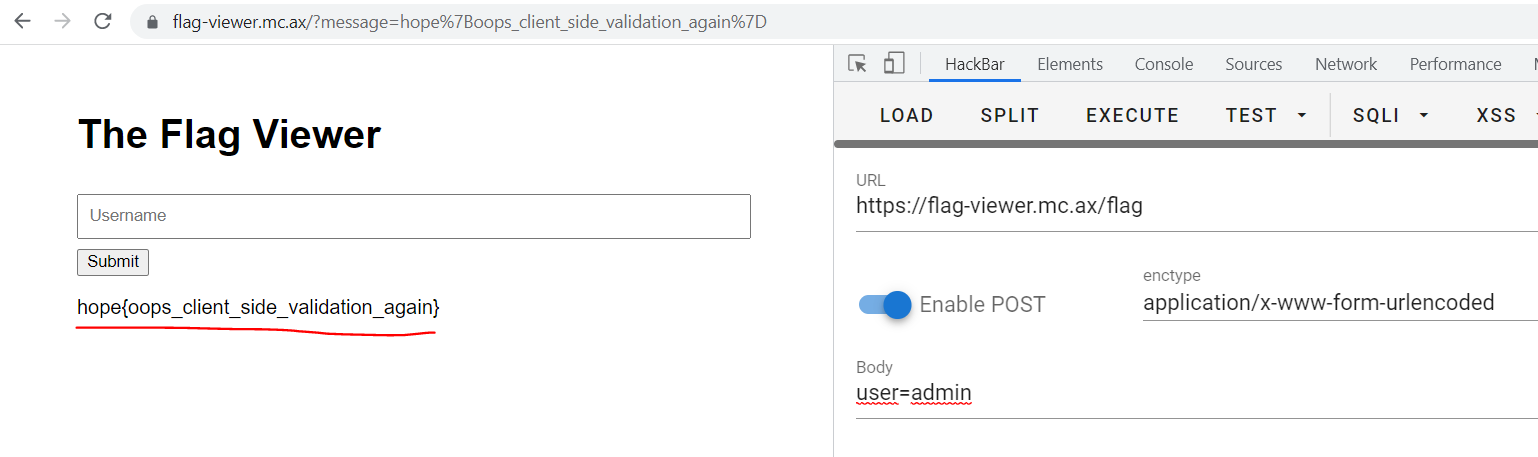 flag-viewer.mc.ax/?message=hope%7Boops_client_side_validation_again%7D
HackBar Elements Console Sources Network Performance
LOAD SPLIT EXECUTE TEST SQLI XSS
The Flag Viewer
Username
Submit
hope{oops_client_side_validation_again}
URL
https://flag-viewer.mc.ax/flag
Enable POST
enctype
application/x-www-form-urlencoded
Body
user=admin